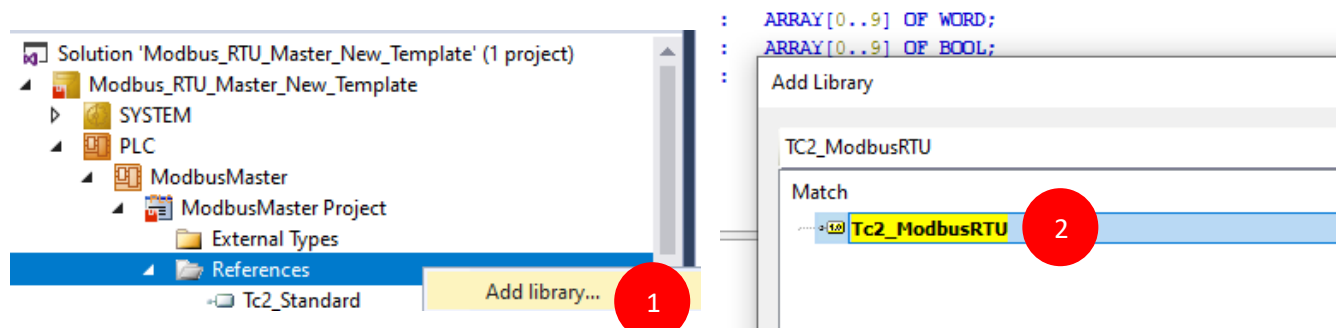 Solution 'Modbus_RTU_Master_New_Template' (1 project)
Modbus_RTU_Master_New_Template
SYSTEM
PLC
ModbusMaster
ModbusMaster Project
External Types
References
Tc2_Standard
Add library...
1
: ARRAY[0..9] OF WORD;
: ARRAY[0..9] OF BOOL;
:
Add Library
TC2_ModbusRTU
Match
Tc2_ModbusRTU
2